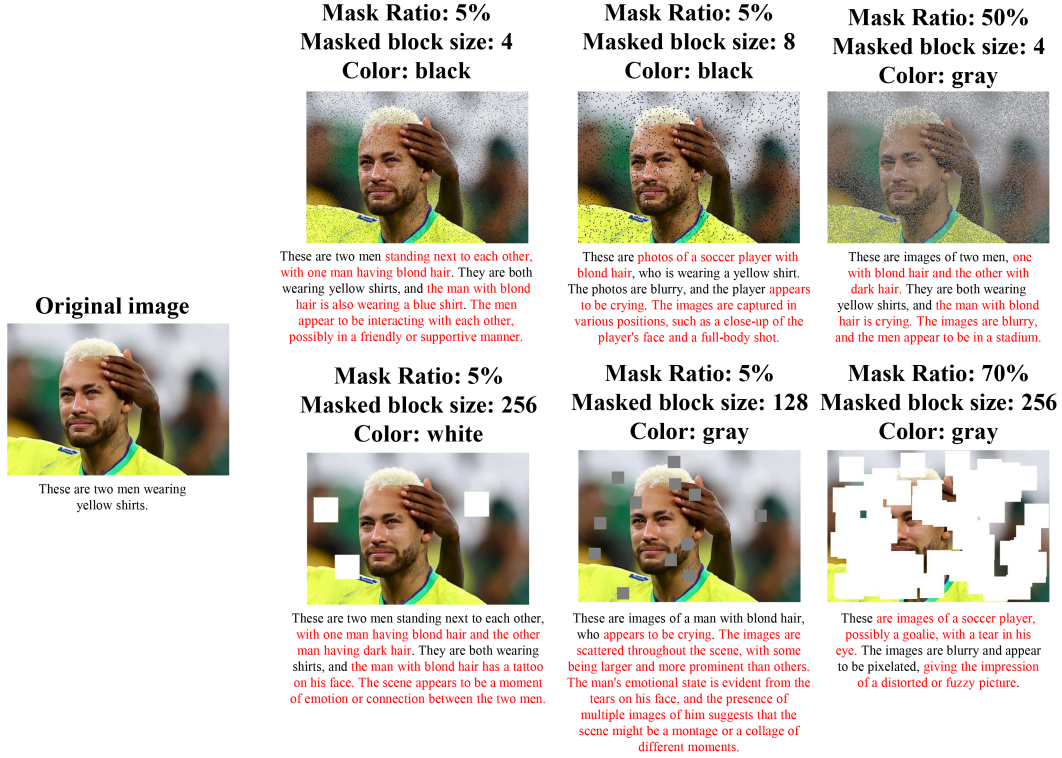 Mask Ratio: 5%
Masked block size: 4
Color: black
These are two men standing next to each other,
with one man having blond hair. They are both
wearing yellow shirts, and the man with blond
hair is also wearing a blue shirt. The men
appear to be interacting with each other,
possibly in a friendly or supportive manner.
Mask Ratio: 5%
Masked block size: 8
Color: black
These are photos of a soccer player with
blond hair, who is wearing a yellow shirt.
The photos are blurry, and the player appears
to be crying. The images are captured in
various positions, such as a close-up of the
player's face and a full-body shot.
Mask Ratio: 50%
Masked block size: 4
Color: gray
These are images of two men, one
with blond hair and the other with
dark hair. They are both wearing
yellow shirts, and the man with blond
hair is crying. The images are blurry,
and the men appear to be in a stadium.
Original image
These are two men wearing
yellow shirts.
Mask Ratio: 5%
Masked block size: 256
Color: white
These are two men standing next to each other,
with one man having blond hair and the other
man having dark hair. They are both wearing
shirts, and the man with blond hair has a tattoo
on his face. The scene appears to be a moment
of emotion or connection between the two men.
Mask Ratio: 5%
Masked block size: 128
Color: gray
These are images of a man with blond hair,
who appears to be crying. The images are
scattered throughout the scene, with some
being larger and more prominent than others.
The man's emotional state is evident from the
tears on his face, and the presence of
multiple images of him suggests that the
scene might be a montage or a collage of
different moments.
Mask Ratio: 70%
Masked block size: 256
Color: gray
These are images of a soccer player,
possibly a goalie, with a tear in his
eye. The images are blurry and appear
to be pixelated, giving the impression
of a distorted or fuzzy picture.